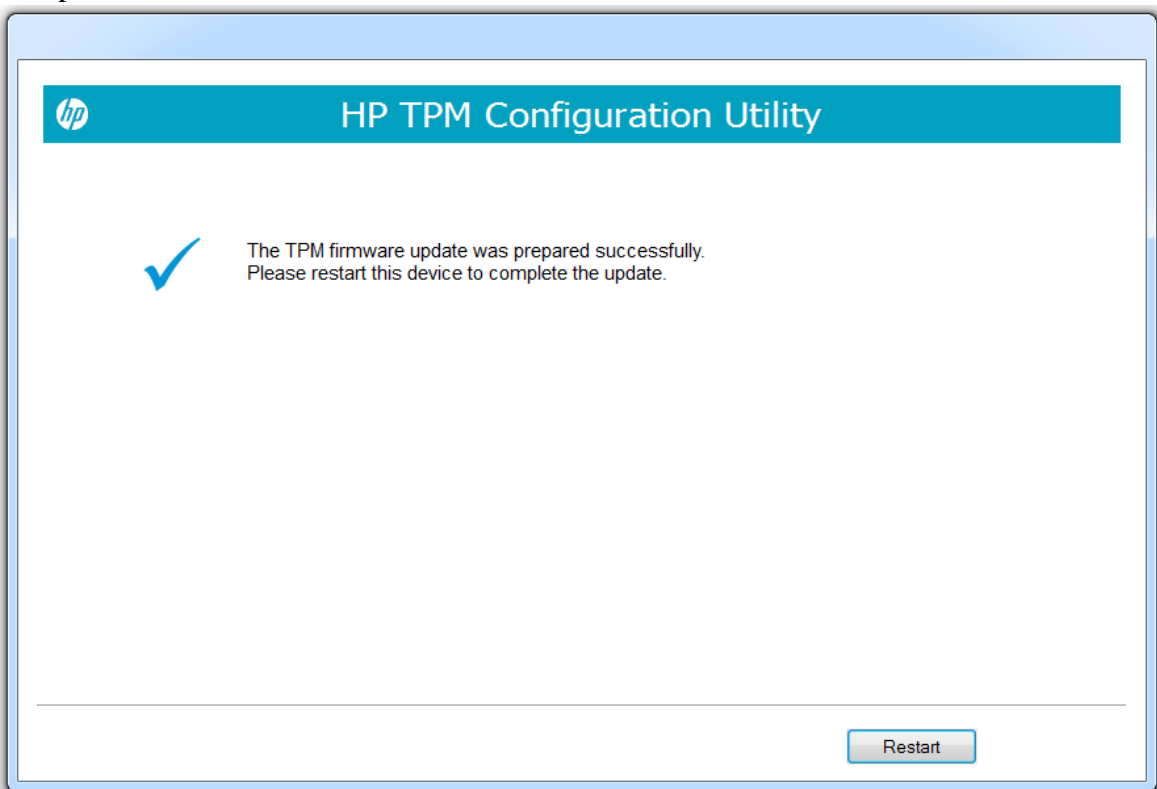 hp
HP TPM Configuration Utility
The TPM firmware update was prepared successfully.
Please restart this device to complete the update.
Restart